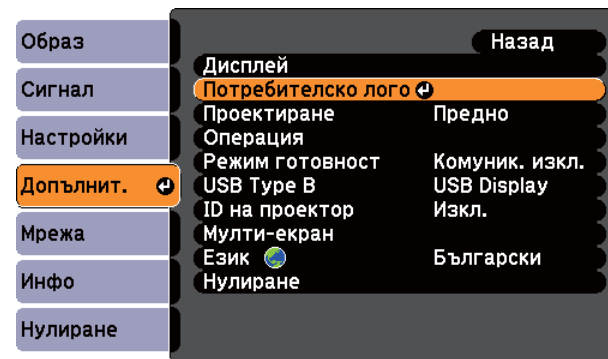 Образ
Сигнал
Настройки
Допълнит.
Мрежа
Инфо
Нулиране
Назад
Дисплей
Потребителско лого
Проектиране Предно
Операция
Режим готовност Комуник. изкл.
USB Type B USB Display
ID на проектор Изкл.
Мулти-екран
Език Български
Нулиране